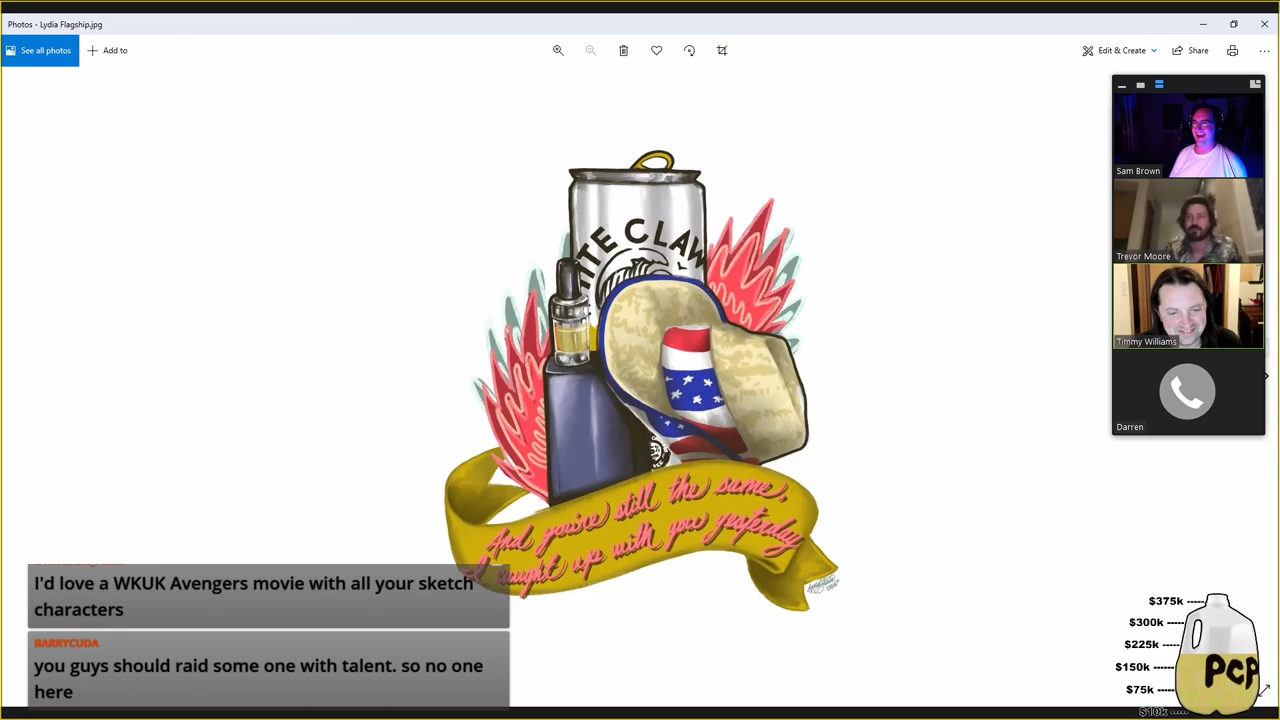 Photos - Lydia Flagship.jpg
See all photos
Add to
Edit & Create
Share
Sam Brown
Trevor Moore
Timmy Williams
Darren
ITE CLAW
And you're still the same,
I caught up with you yesterday
I'd love a WKUK Avengers movie with all your sketch
characters
BARRYCUDA
you guys should raid some one with talent. so no one
here
$375k
$300k
$225k
$150k
$75k
$10k
PCP